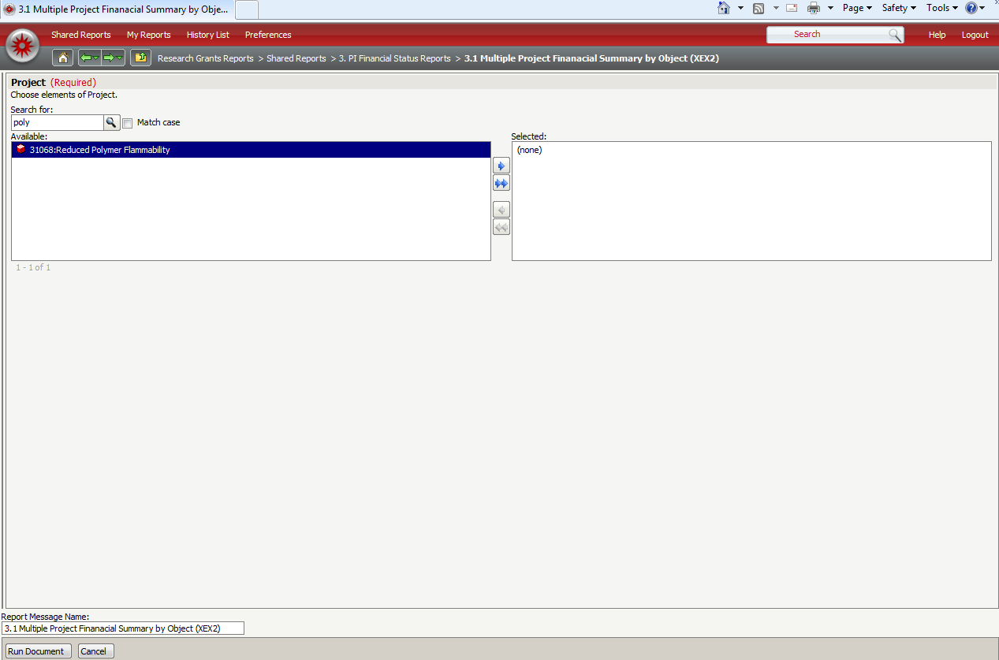 3.1 Multiple Project Finanacial Summary by Obje...
Page Safety Tools
Shared Reports My Reports History List Preferences Search Help Logout
Research Grants Reports > Shared Reports > 3. PI Financial Status Reports > 3.1 Multiple Project Finanacial Summary by Object (XEX2)
Project (Required)
Choose elements of Project.
Search for:
poly Match case
Available: Selected:
31068:Reduced Polymer Flammability (none)
1 - 1 of 1
Report Message Name:
3.1 Multiple Project Finanacial Summary by Object (XEX2)
Run Document Cancel